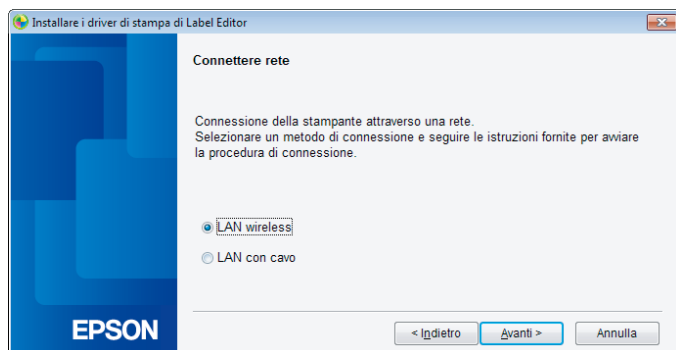 Installare i driver di stampa di Label Editor
Connettere rete
Connessione della stampante attraverso una rete.
Selezionare un metodo di connessione e seguire le istruzioni fornite per avviare
la procedura di connessione.
LAN wireless
LAN con cavo
EPSON
< Indietro
Avanti >
Annulla